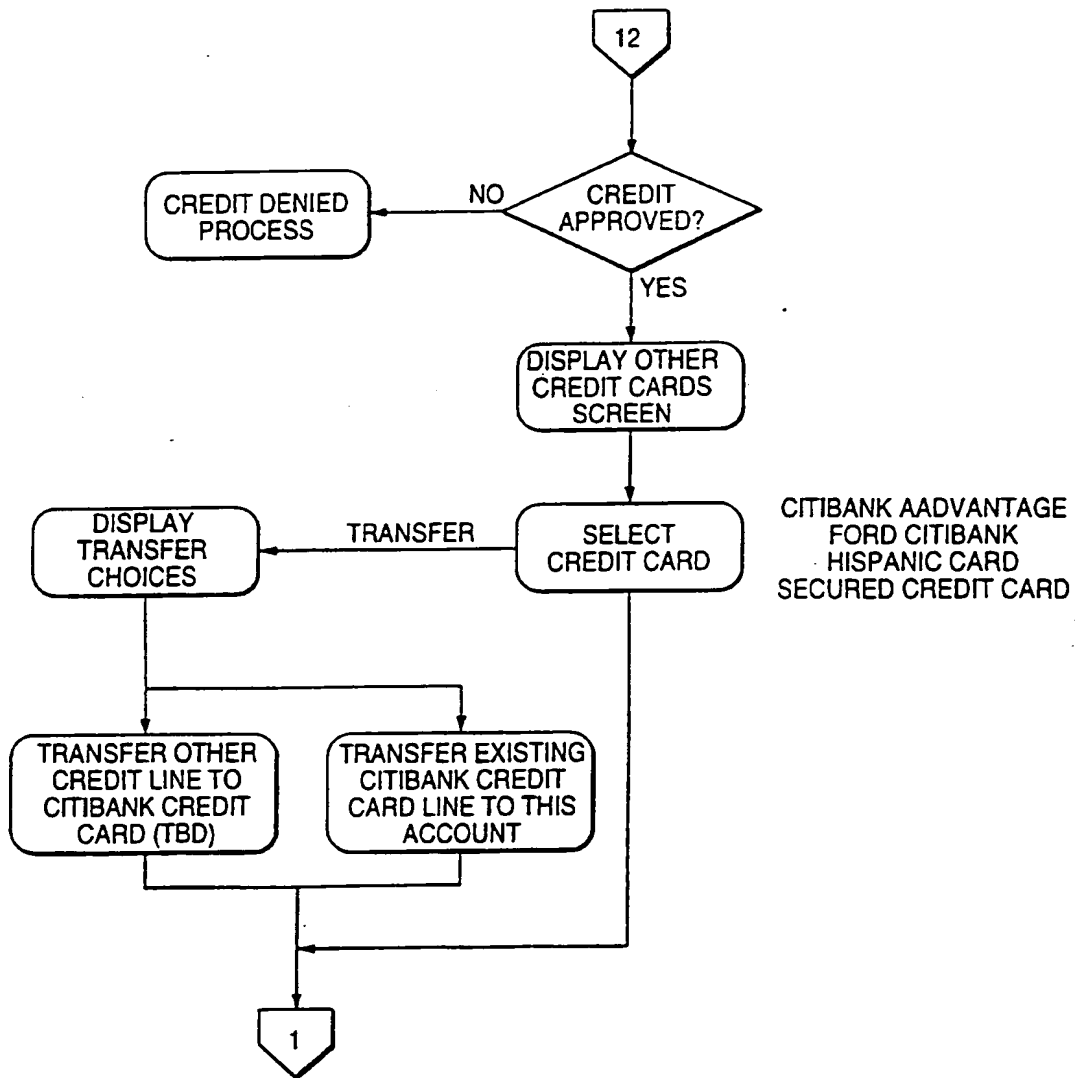 12
CREDIT
APPROVED?
NO
CREDIT DENIED
PROCESS
YES
DISPLAY OTHER
CREDIT CARDS
SCREEN
SELECT
CREDIT CARD
CITIBANK AADVANTAGE
FORD CITIBANK
HISPANIC CARD
SECURED CREDIT CARD
TRANSFER
DISPLAY
TRANSFER
CHOICES
TRANSFER OTHER
CREDIT LINE TO
CITIBANK CREDIT
CARD (TBD)
TRANSFER EXISTING
CITIBANK CREDIT
CARD LINE TO THIS
ACCOUNT
1